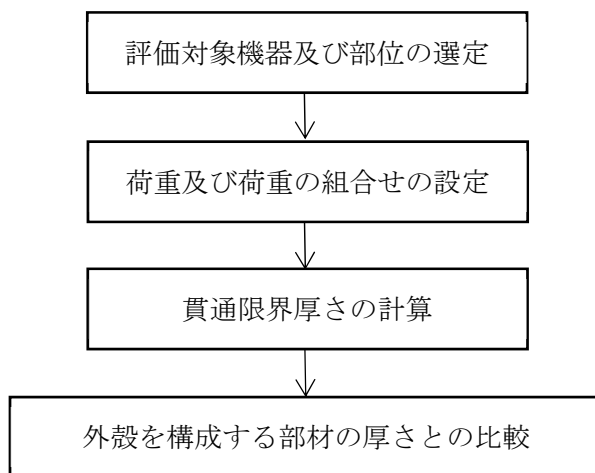 評価対象機器及び部位の選定
荷重及び荷重の組合せの設定
貫通限界厚さの計算
外殻を構成する部材の厚さとの比較